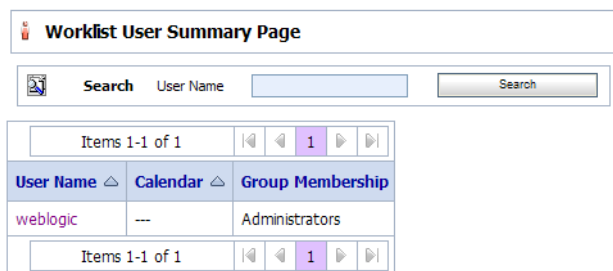 Worklist User Summary Page
Search User Name Search
Items 1-1 of 1 1
User Name Calendar Group Membership
weblogic --- Administrators
Items 1-1 of 1 1